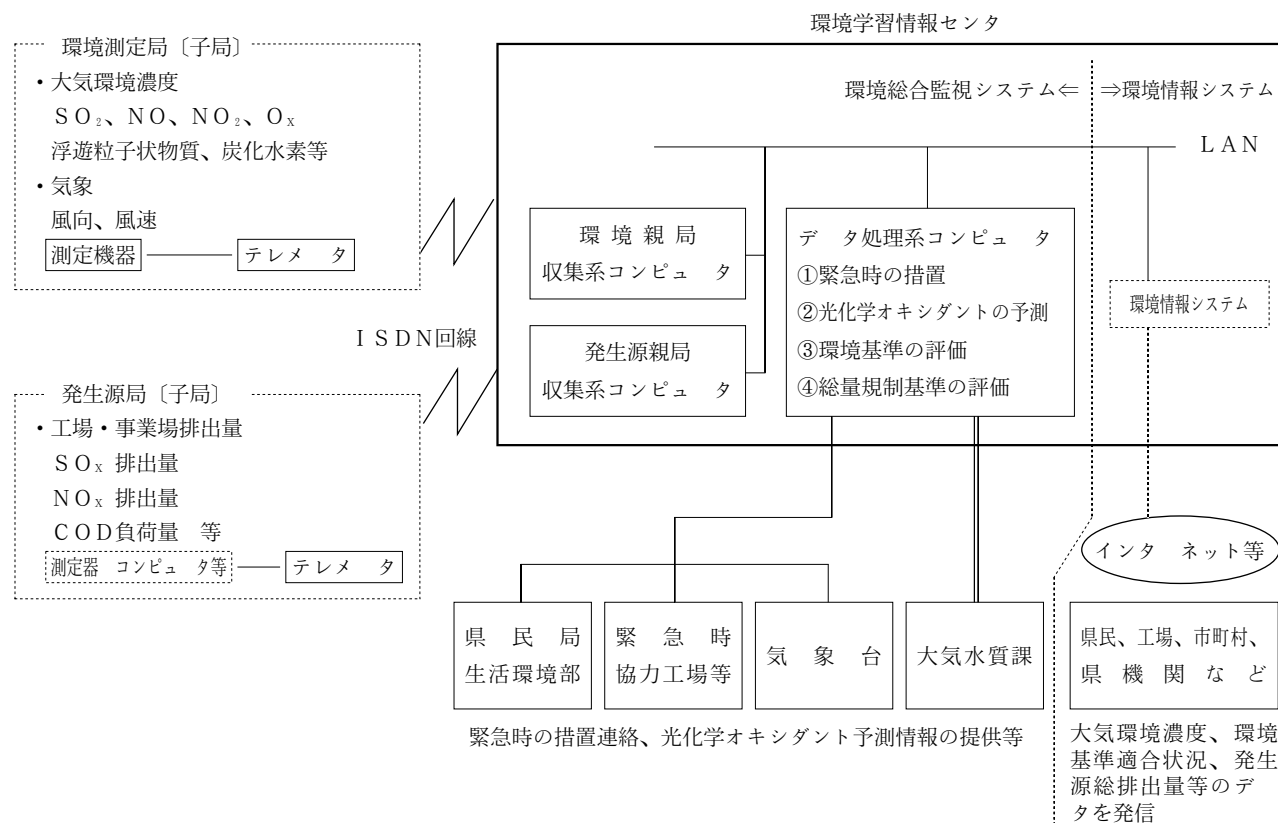 環境学習情報センタ
環境測定局〔子局〕
・大気環境濃度
ＳＯ₂、ＮＯ、ＮＯ₂、Ｏx
浮遊粒子状物質、炭化水素等
・気象
風向、風速
測定機器
テレメ　タ
環境総合監視システム⇐
⇒環境情報システム
ＬＡＮ
環境親局
収集系コンピュ　タ
発生源親局
収集系コンピュ　タ
デ　タ処理系コンピュ　タ
①緊急時の措置
②光化学オキシダントの予測
③環境基準の評価
④総量規制基準の評価
環境情報システム
ＩＳＤＮ回線
発生源局〔子局〕
・工場・事業場排出量
ＳＯx 排出量
ＮＯx 排出量
ＣＯＤ負荷量　等
測定器　コンピュ　タ等
テレメ　タ
インタ　ネット等
県民局
生活環境部
緊急時
協力工場等
気象台
大気水質課
県民、工場、市町村、
県機関など
緊急時の措置連絡、光化学オキシダント予測情報の提供等
大気環境濃度、環境
基準適合状況、発生
源総排出量等のデ
タを発信